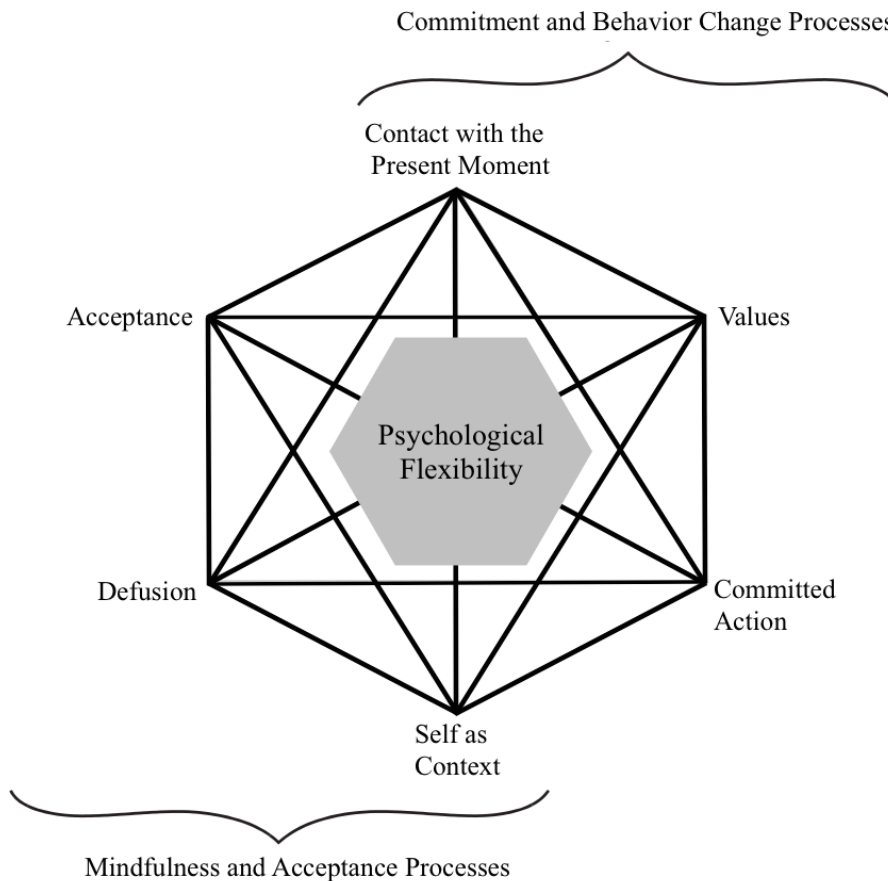 Commitment and Behavior Change Processes
Contact with the
Present Moment
Acceptance
Values
Psychological
Flexibility
Defusion
Committed
Action
Self as
Context
Mindfulness and Acceptance Processes